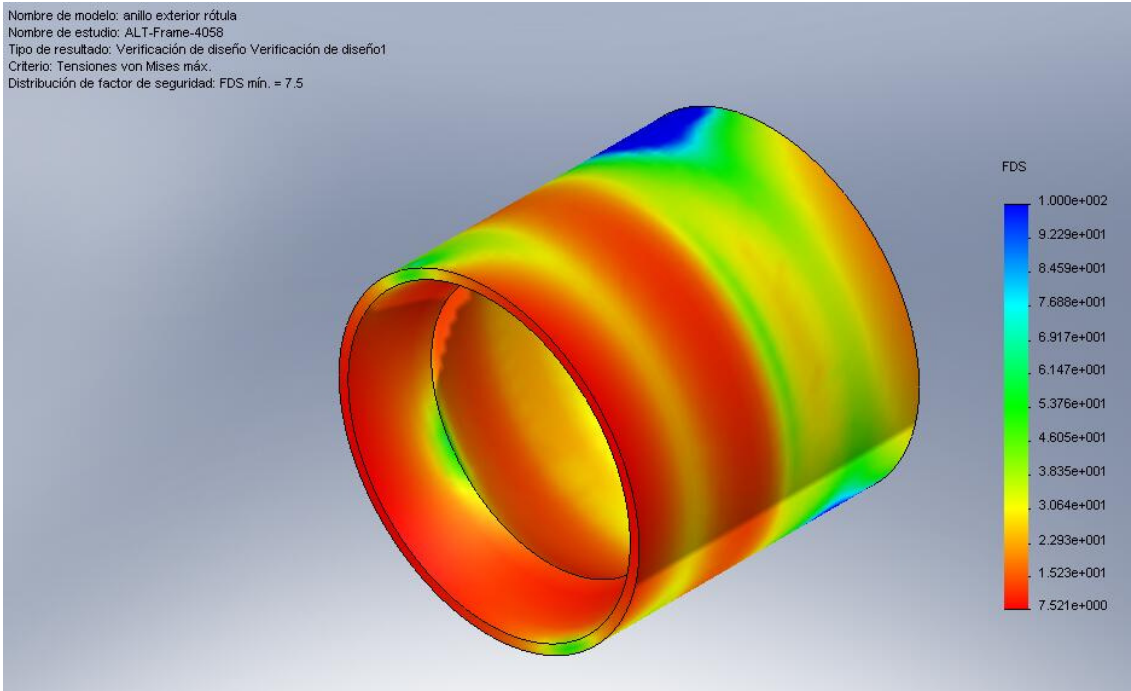 Nombre de modelo: anillo exterior rótula
Nombre de estudio: ALT-Frame-4058
Tipo de resultado: Verificación de diseño Verificación de diseño1
Criterio: Tensiones von Mises máx.
Distribución de factor de seguridad: FDS mín. = 7.5
FDS
1.000e+002
9.229e+001
8.459e+001
7.688e+001
6.917e+001
6.147e+001
5.376e+001
4.605e+001
3.835e+001
3.064e+001
2.293e+001
1.523e+001
7.521e+000